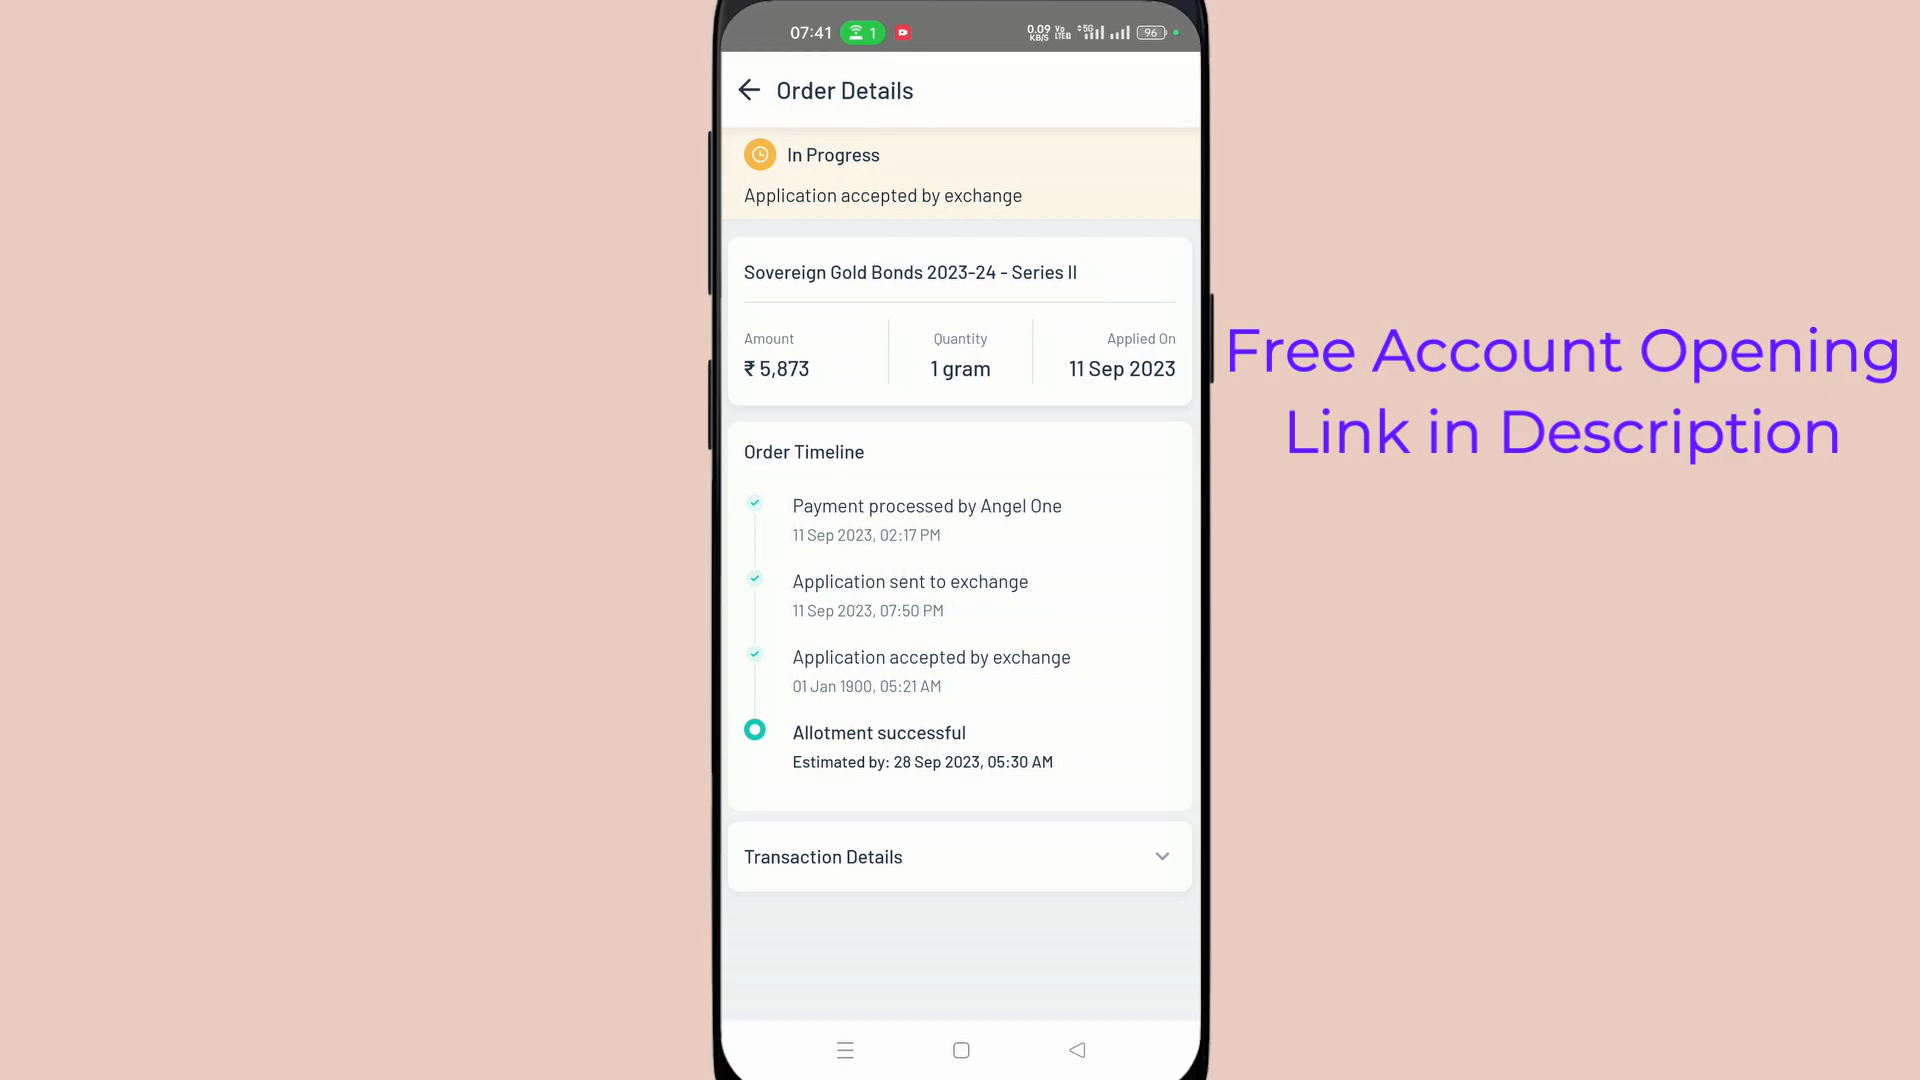 07:41 1 0.09 KB/S Vo LTE 5G 96
Order Details
In Progress
Application accepted by exchange
Sovereign Gold Bonds 2023-24 - Series II
Amount Quantity Applied On
₹ 5,873 1 gram 11 Sep 2023
Order Timeline
Payment processed by Angel One
11 Sep 2023, 02:17 PM
Application sent to exchange
11 Sep 2023, 07:50 PM
Application accepted by exchange
01 Jan 1900, 05:21 AM
Allotment successful
Estimated by: 28 Sep 2023, 05:30 AM
Transaction Details
Free Account Opening
Link in Description